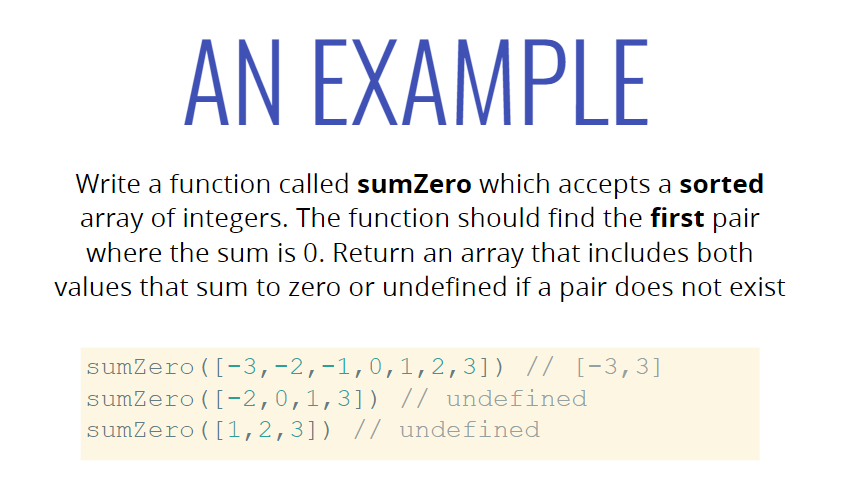 AN EXAMPLE
Write a function called sumZero which accepts a sorted
array of integers. The function should find the first pair
where the sum is 0. Return an array that includes both
values that sum to zero or undefined if a pair does not exist
sumZero([-3,-2,-1,0,1,2,3]) // [-3,3]
sumZero([-2,0,1,3]) // undefined
sumZero([1,2,3]) // undefined